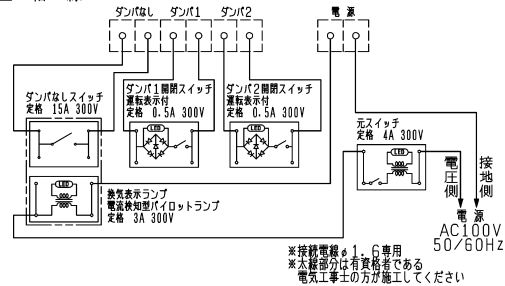 ダンパなし ダンパ1 ダンパ2 電源
ダンパなしスイッチ
定格 15A 300V
ダンパ1開閉スイッチ
運転表示付
定格 0.5A 300V
ダンパ2開閉スイッチ
運転表示付
定格 0.5A 300V
LED
LED
元スイッチ
定格 4A 300V
LED
LED
換気表示ランプ
電流検知型パイロットランプ
定格 3A 300V
電圧側
接地側
電源
AC100V
50/60Hz
※接続電線φ1.6専用
※太線部分は有資格者である
電気工事士の方が施工してください